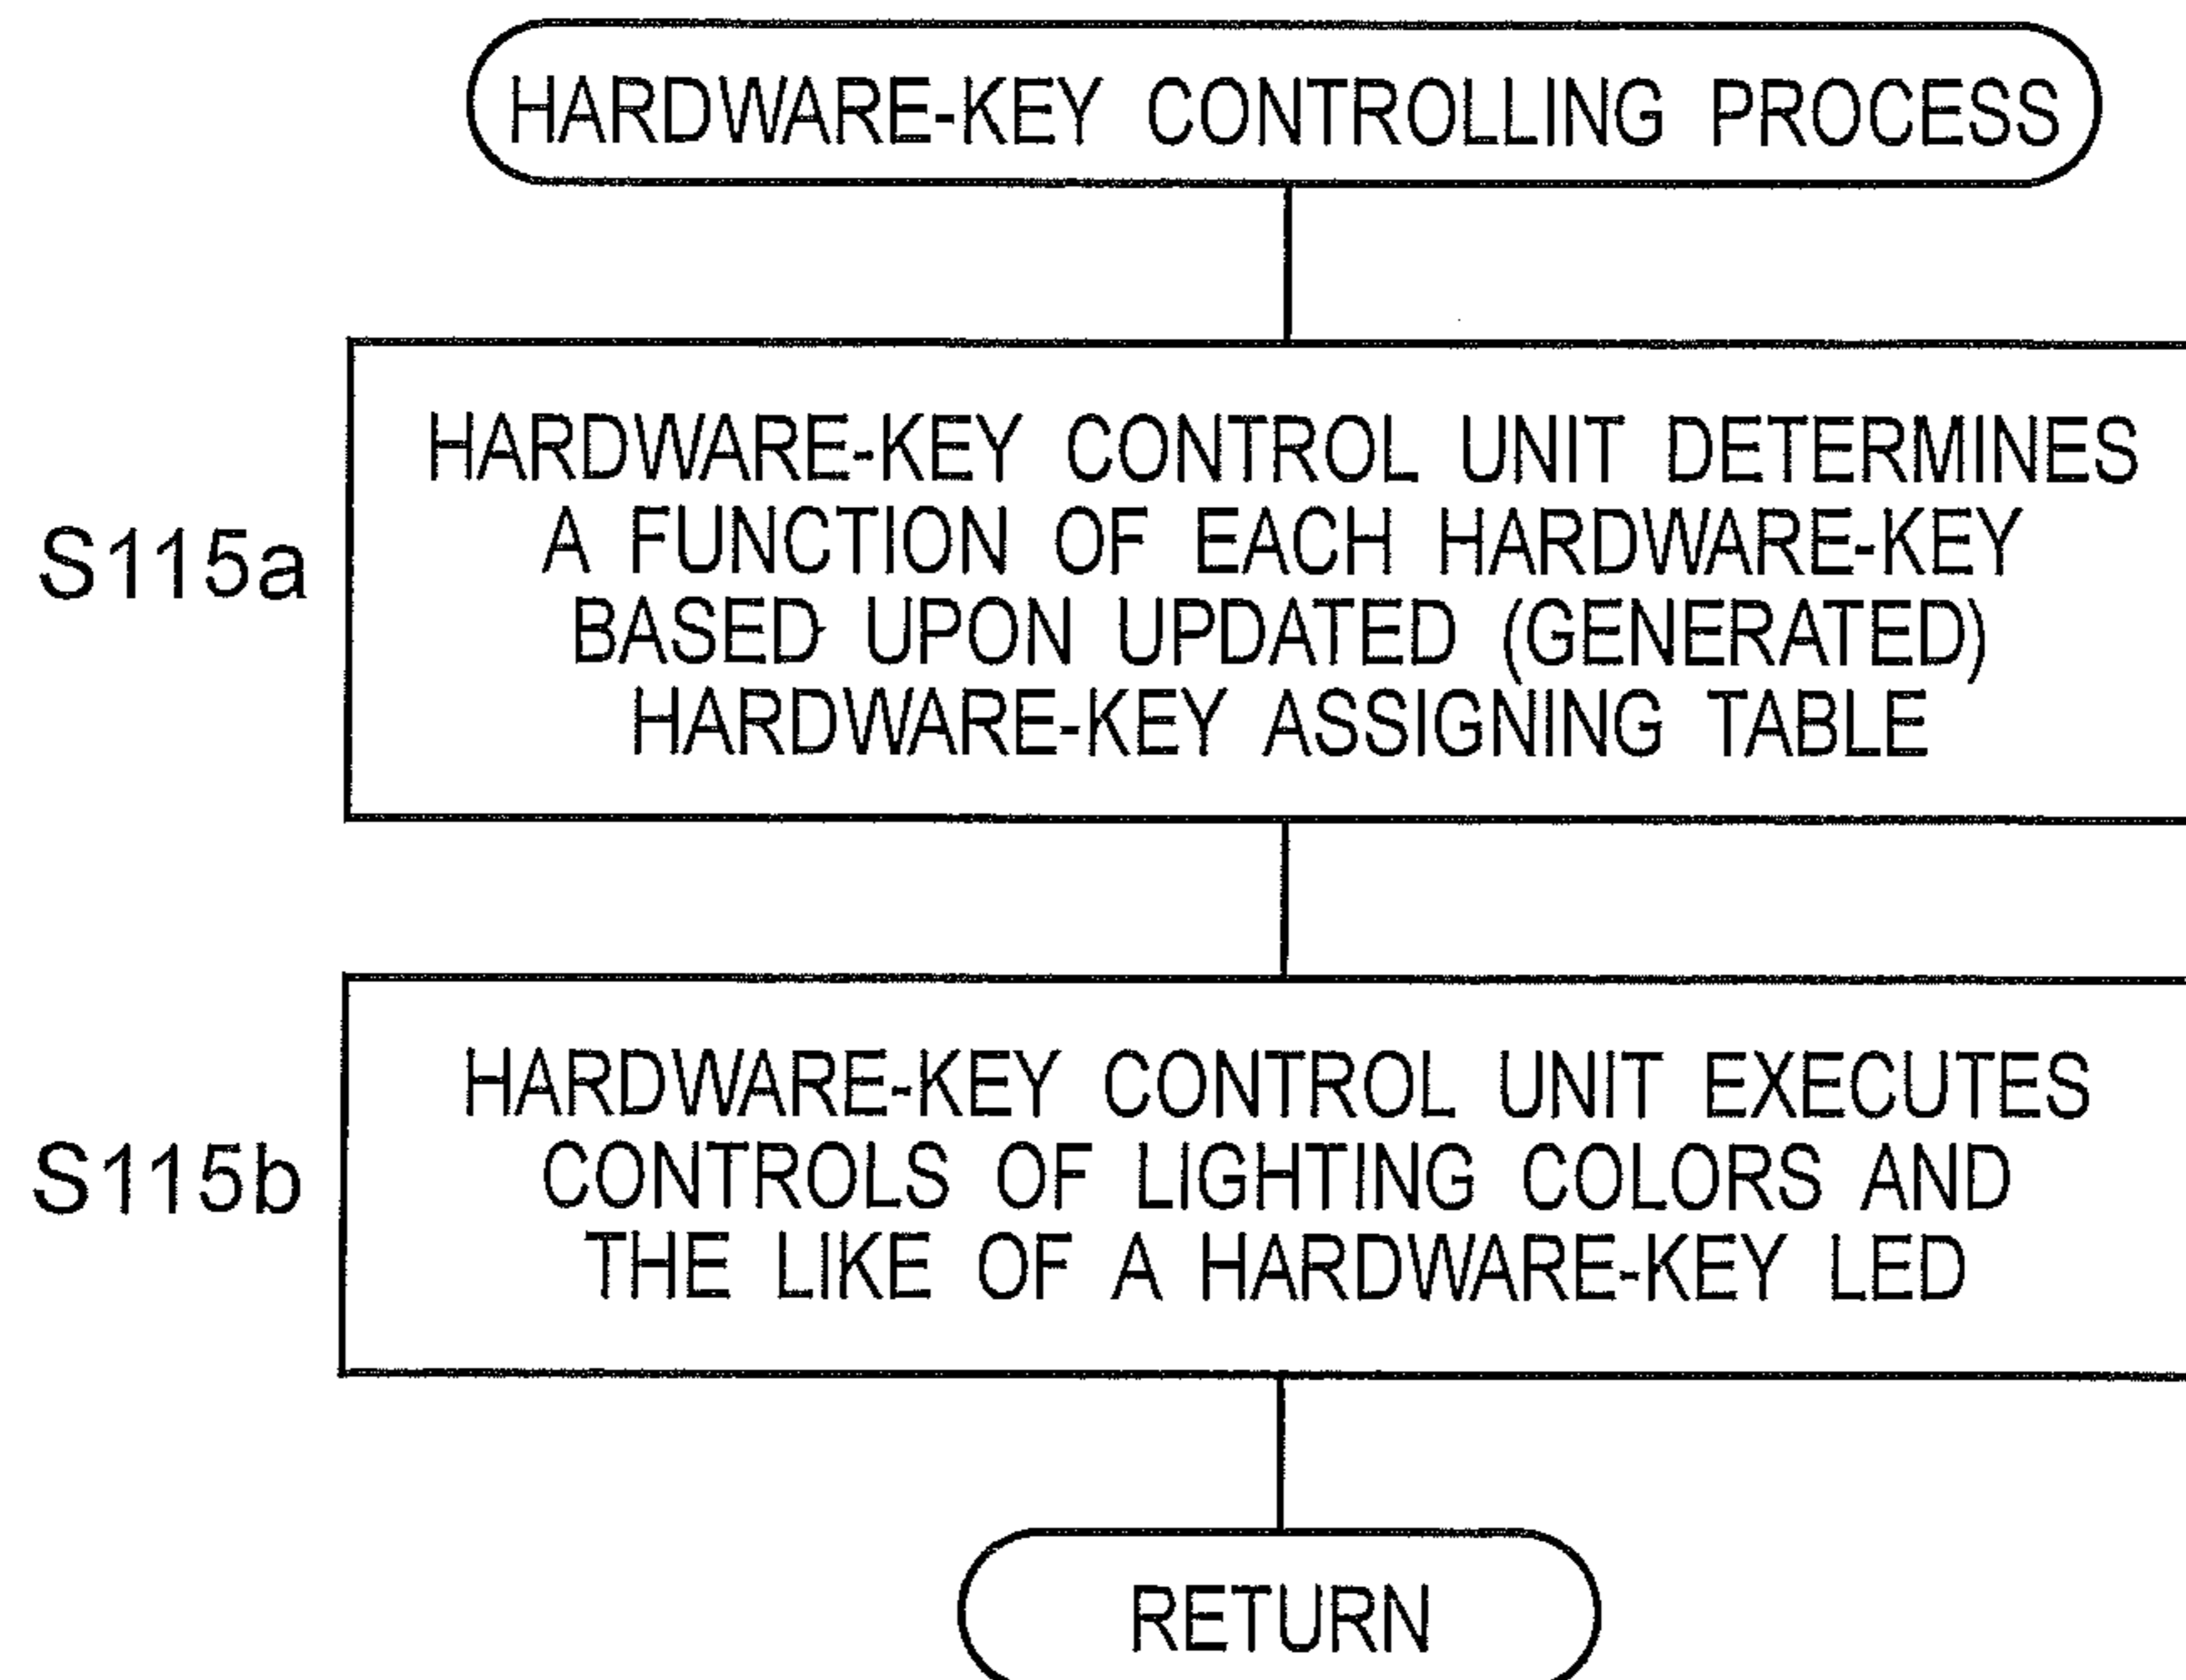 HARDWARE-KEY CONTROLLING PROCESS
S115a
HARDWARE-KEY CONTROL UNIT DETERMINES
A FUNCTION OF EACH HARDWARE-KEY
BASED UPON UPDATED (GENERATED)
HARDWARE-KEY ASSIGNING TABLE
S115b
HARDWARE-KEY CONTROL UNIT EXECUTES
CONTROLS OF LIGHTING COLORS AND
THE LIKE OF A HARDWARE-KEY LED
RETURN